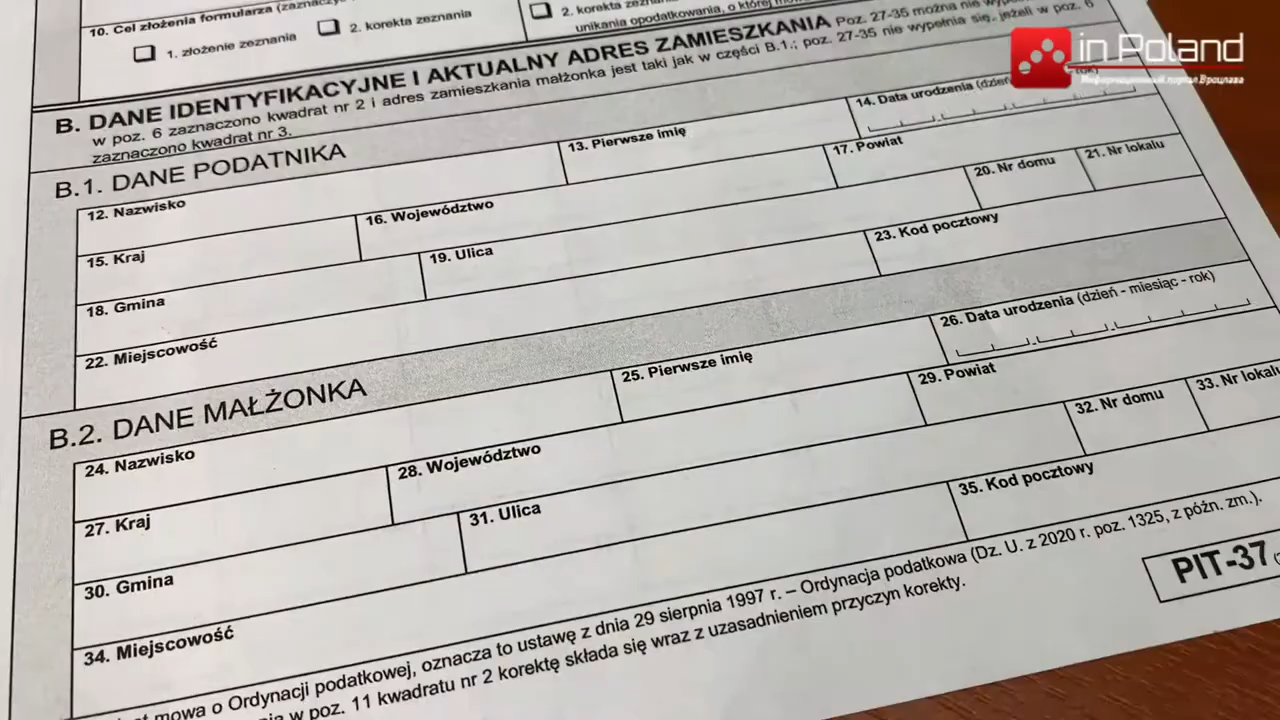 10. Cel złożenia formularza
1. złożenie zeznania
2. korekta zeznania
2. korekta
unikania opodatkowania, o której
B. DANE IDENTYFIKACYJNE I AKTUALNY ADRES ZAMIESZKANIA Poz. 27-35 można nie
w poz. 6 zaznaczono kwadrat nr 2 i adres zamieszkania małżonka jest taki jak w części B.1.; poz. 27-35 nie wypełnia się, jeżeli w poz. 6
zaznaczono kwadrat nr 3.
B.1. DANE PODATNIKA
12. Nazwisko
13. Pierwsze imię
14. Data urodzenia
15. Kraj
16. Województwo
17. Powiat
18. Gmina
19. Ulica
20. Nr domu
21. Nr lokalu
22. Miejscowość
23. Kod pocztowy
B.2. DANE MAŁŻONKA
24. Nazwisko
25. Pierwsze imię
26. Data urodzenia (dzień - miesiąc - rok)
27. Kraj
28. Województwo
29. Powiat
30. Gmina
31. Ulica
32. Nr domu
33. Nr lokalu
34. Miejscowość
35. Kod pocztowy
mowa o Ordynacji podatkowej, oznacza to ustawę z dnia 29 sierpnia 1997 r. – Ordynacja podatkowa (Dz. U. z 2020 r. poz. 1325, z późn. zm.).
w poz. 11 kwadratu nr 2 korektę składa się wraz z uzasadnieniem przyczyn korekty.
PIT-37
in Poland
Информационный портал Вроцлава